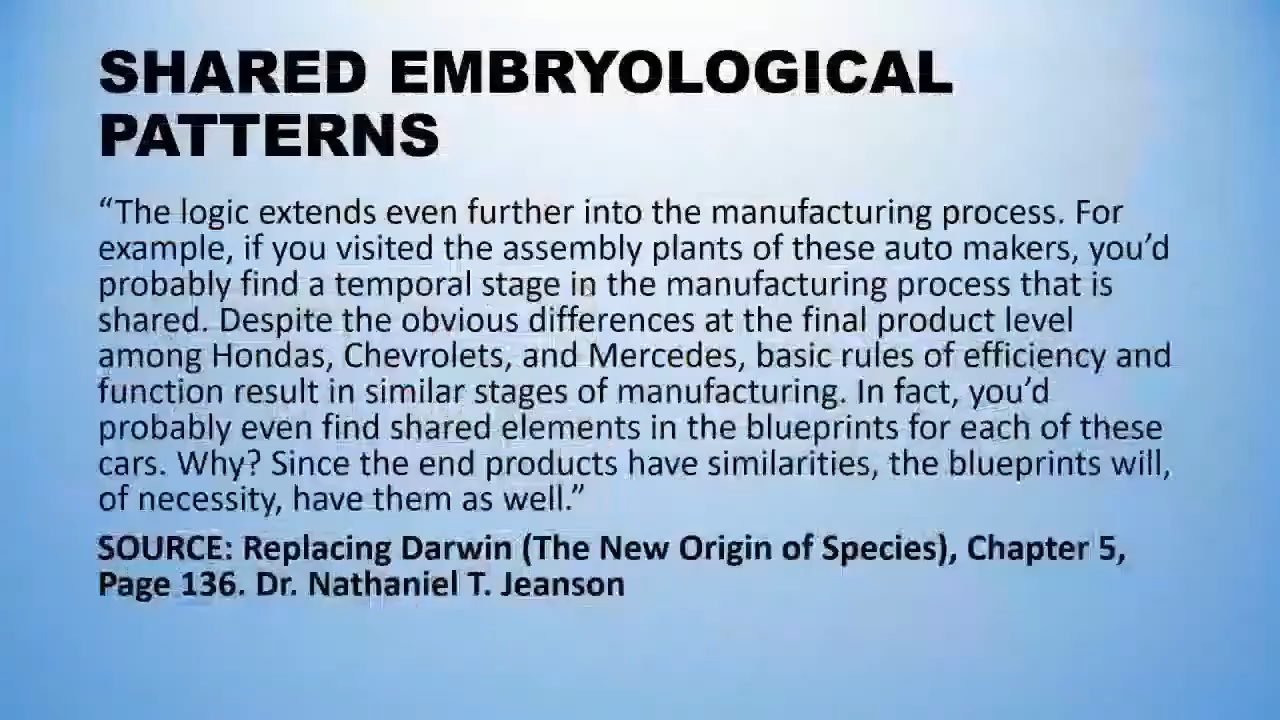 SHARED EMBRYOLOGICAL
PATTERNS
“The logic extends even further into the manufacturing process. For
example, if you visited the assembly plants of these auto makers, you’d
probably find a temporal stage in the manufacturing process that is
shared. Despite the obvious differences at the final product level
among Hondas, Chevrolets, and Mercedes, basic rules of efficiency and
function result in similar stages of manufacturing. In fact, you’d
probably even find shared elements in the blueprints for each of these
cars. Why? Since the end products have similarities, the blueprints will,
of necessity, have them as well.”
SOURCE: Replacing Darwin (The New Origin of Species), Chapter 5,
Page 136. Dr. Nathaniel T. Jeanson